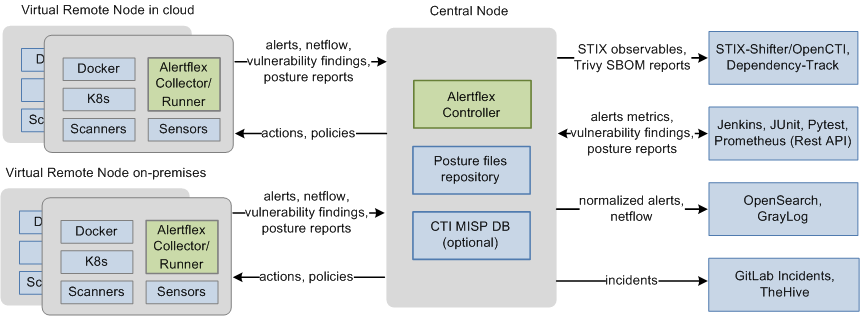 Virtual Remote Node in cloud
D
Sca
Docker
K8s
Scanners
Alertflex
Collector/
Runner
Sensors
Virtual Remote Node on-premises
D
Sc
Docker
K8s
Scanners
Alertflex
Collector/
Runner
Sensors
alerts, netflow,
vulnerability findings,
posture reports
actions, policies
alerts, netflow,
vulnerability findings,
posture reports
actions, policies
Central Node
Alertflex
Controller
Posture files
repository
CTI MISP DB
(optional)
STIX observables,
Trivy SBOM reports
alerts metrics,
vulnerability findings,
posture reports
normalized alerts,
netflow
incidents
STIX-Shifter/OpenCTI,
Dependency-Track
Jenkins, JUnit, Pytest,
Prometheus (Rest API)
OpenSearch,
GrayLog
GitLab Incidents,
TheHive